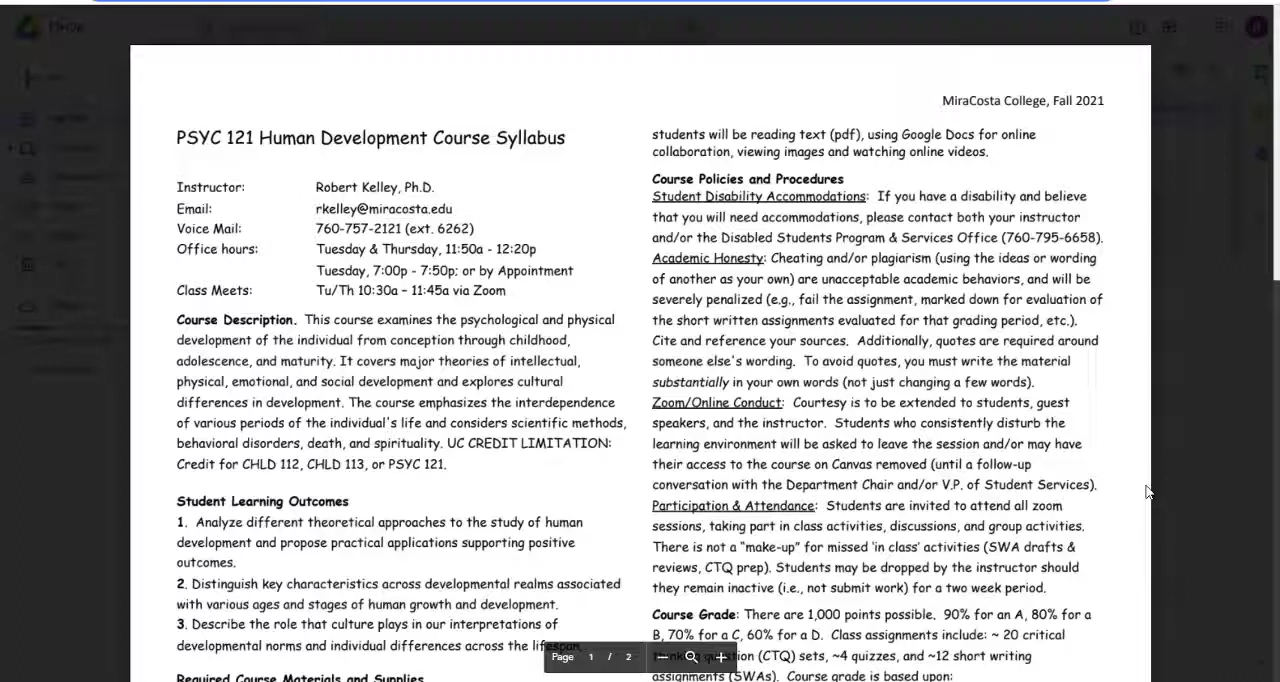 MiraCosta College, Fall 2021
PSYC 121 Human Development Course Syllabus
Instructor: Robert Kelley, Ph.D.
Email: rkelley@miracosta.edu
Voice Mail: 760-757-2121 (ext. 6262)
Office hours: Tuesday & Thursday, 11:50a - 12:20p
Tuesday, 7:00p - 7:50p; or by Appointment
Class Meets: Tu/Th 10:30a – 11:45a via Zoom
Course Description. This course examines the psychological and physical
development of the individual from conception through childhood,
adolescence, and maturity. It covers major theories of intellectual,
physical, emotional, and social development and explores cultural
differences in development. The course emphasizes the interdependence
of various periods of the individual's life and considers scientific methods,
behavioral disorders, death, and spirituality. UC CREDIT LIMITATION:
Credit for CHLD 112, CHLD 113, or PSYC 121.
Student Learning Outcomes
1. Analyze different theoretical approaches to the study of human
development and propose practical applications supporting positive
outcomes.
2. Distinguish key characteristics across developmental realms associated
with various ages and stages of human growth and development.
3. Describe the role that culture plays in our interpretations of
developmental norms and individual differences across the lifespan.
Required Course Materials and Supplies
students will be reading text (pdf), using Google Docs for online
collaboration, viewing images and watching online videos.
Course Policies and Procedures
Student Disability Accommodations: If you have a disability and believe
that you will need accommodations, please contact both your instructor
and/or the Disabled Students Program & Services Office (760-795-6658).
Academic Honesty: Cheating and/or plagiarism (using the ideas or wording
of another as your own) are unacceptable academic behaviors, and will be
severely penalized (e.g., fail the assignment, marked down for evaluation of
the short written assignments evaluated for that grading period, etc.).
Cite and reference your sources. Additionally, quotes are required around
someone else's wording. To avoid quotes, you must write the material
substantially in your own words (not just changing a few words).
Zoom/Online Conduct: Courtesy is to be extended to students, guest
speakers, and the instructor. Students who consistently disturb the
learning environment will be asked to leave the session and/or may have
their access to the course on Canvas removed (until a follow-up
conversation with the Department Chair and/or V.P. of Student Services).
Participation & Attendance: Students are invited to attend all zoom
sessions, taking part in class activities, discussions, and group activities.
There is not a "make-up" for missed 'in class' activities (SWA drafts &
reviews, CTQ prep). Students may be dropped by the instructor should
they remain inactive (i.e., not submit work) for a two week period.
Course Grade: There are 1,000 points possible. 90% for an A, 80% for a
B, 70% for a C, 60% for a D. Class assignments include: ~ 20 critical
thinking question (CTQ) sets, ~4 quizzes, and ~12 short writing
assignments (SWAs). Course grade is based upon:
Page 1 / 2